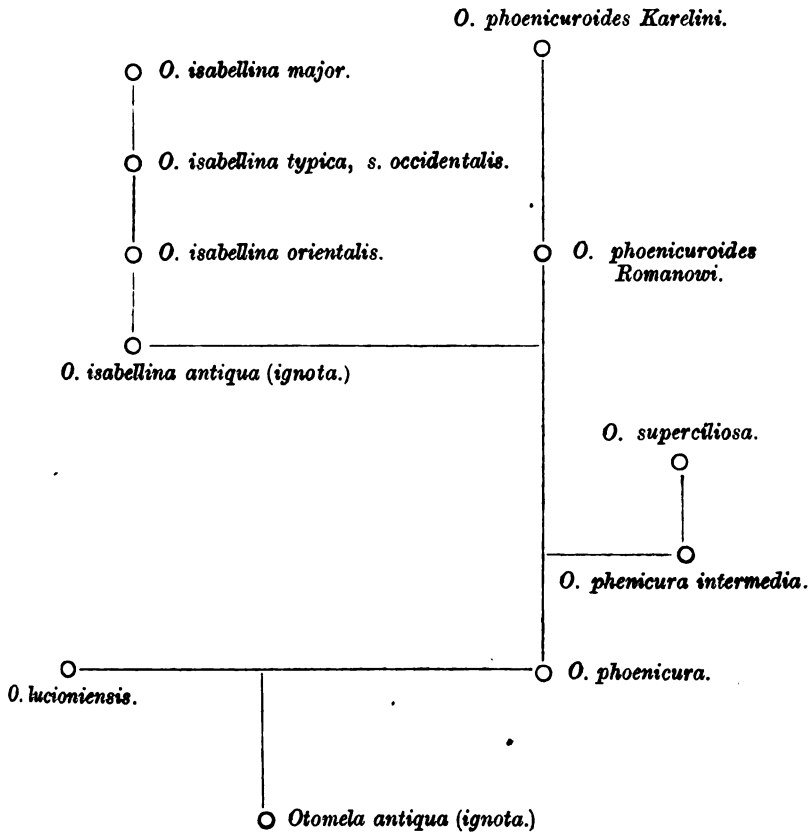 O. phoenicuroides Karelini.
O. isabellina major.
O. isabellina typica, s. occidentalis.
O. isabellina orientalis.
O. phoenicuroides
Romanowi.
O. isabellina antiqua (ignota.)
O. superciliosa.
O. phenicura intermedia.
O. phoenicura.
O. lucioniensis.
Otomela antiqua (ignota.)